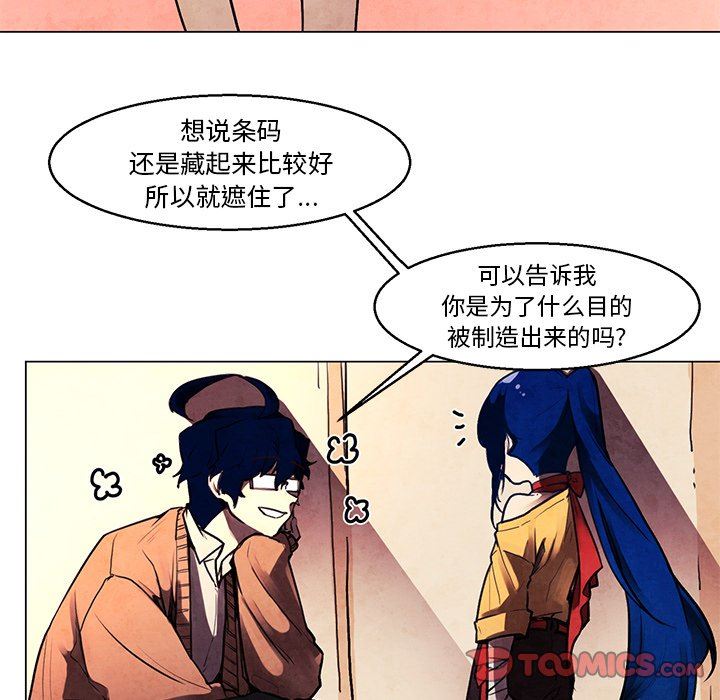 想说条码
还是藏起来比较好
所以就遮住了...
可以告诉我
你是为了什么目的
被制造出来的吗?
TOOMICS.COM